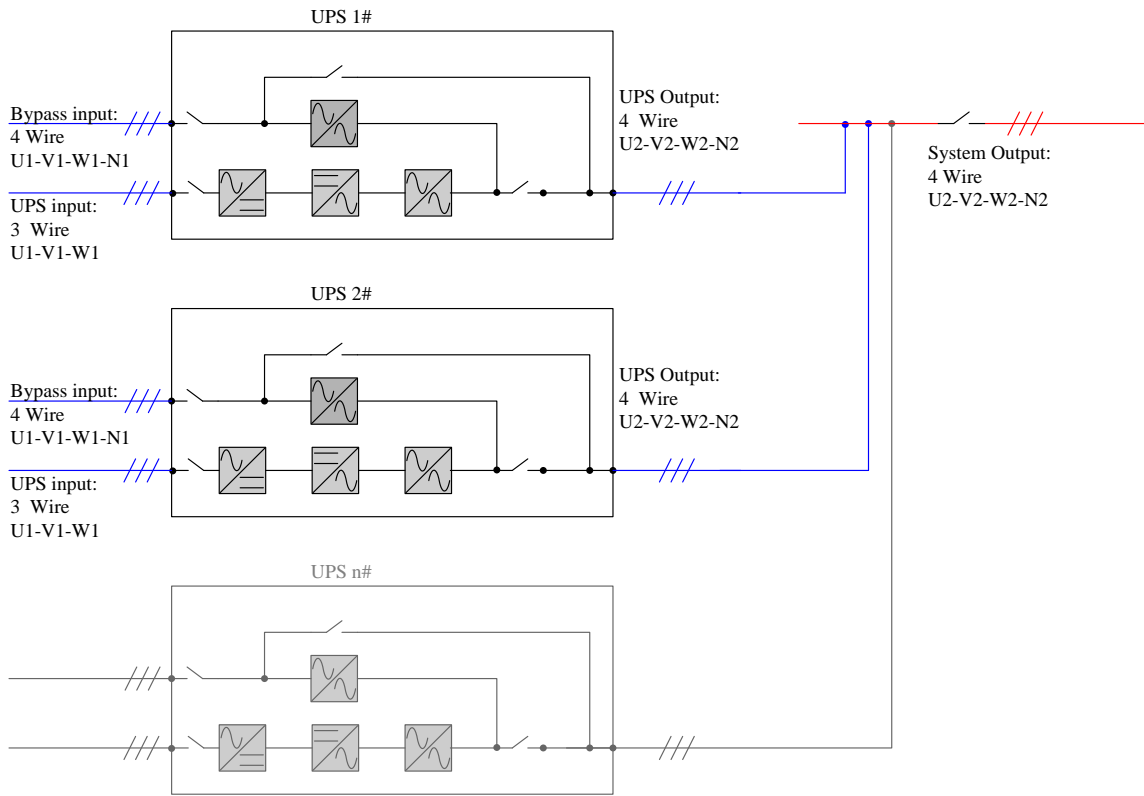 UPS 1#
Bypass input:
4 Wire
U1-V1-W1-N1
UPS input:
3 Wire
U1-V1-W1
UPS Output:
4 Wire
U2-V2-W2-N2
System Output:
4 Wire
U2-V2-W2-N2
UPS 2#
Bypass input:
4 Wire
U1-V1-W1-N1
UPS input:
3 Wire
U1-V1-W1
UPS Output:
4 Wire
U2-V2-W2-N2
UPS n#